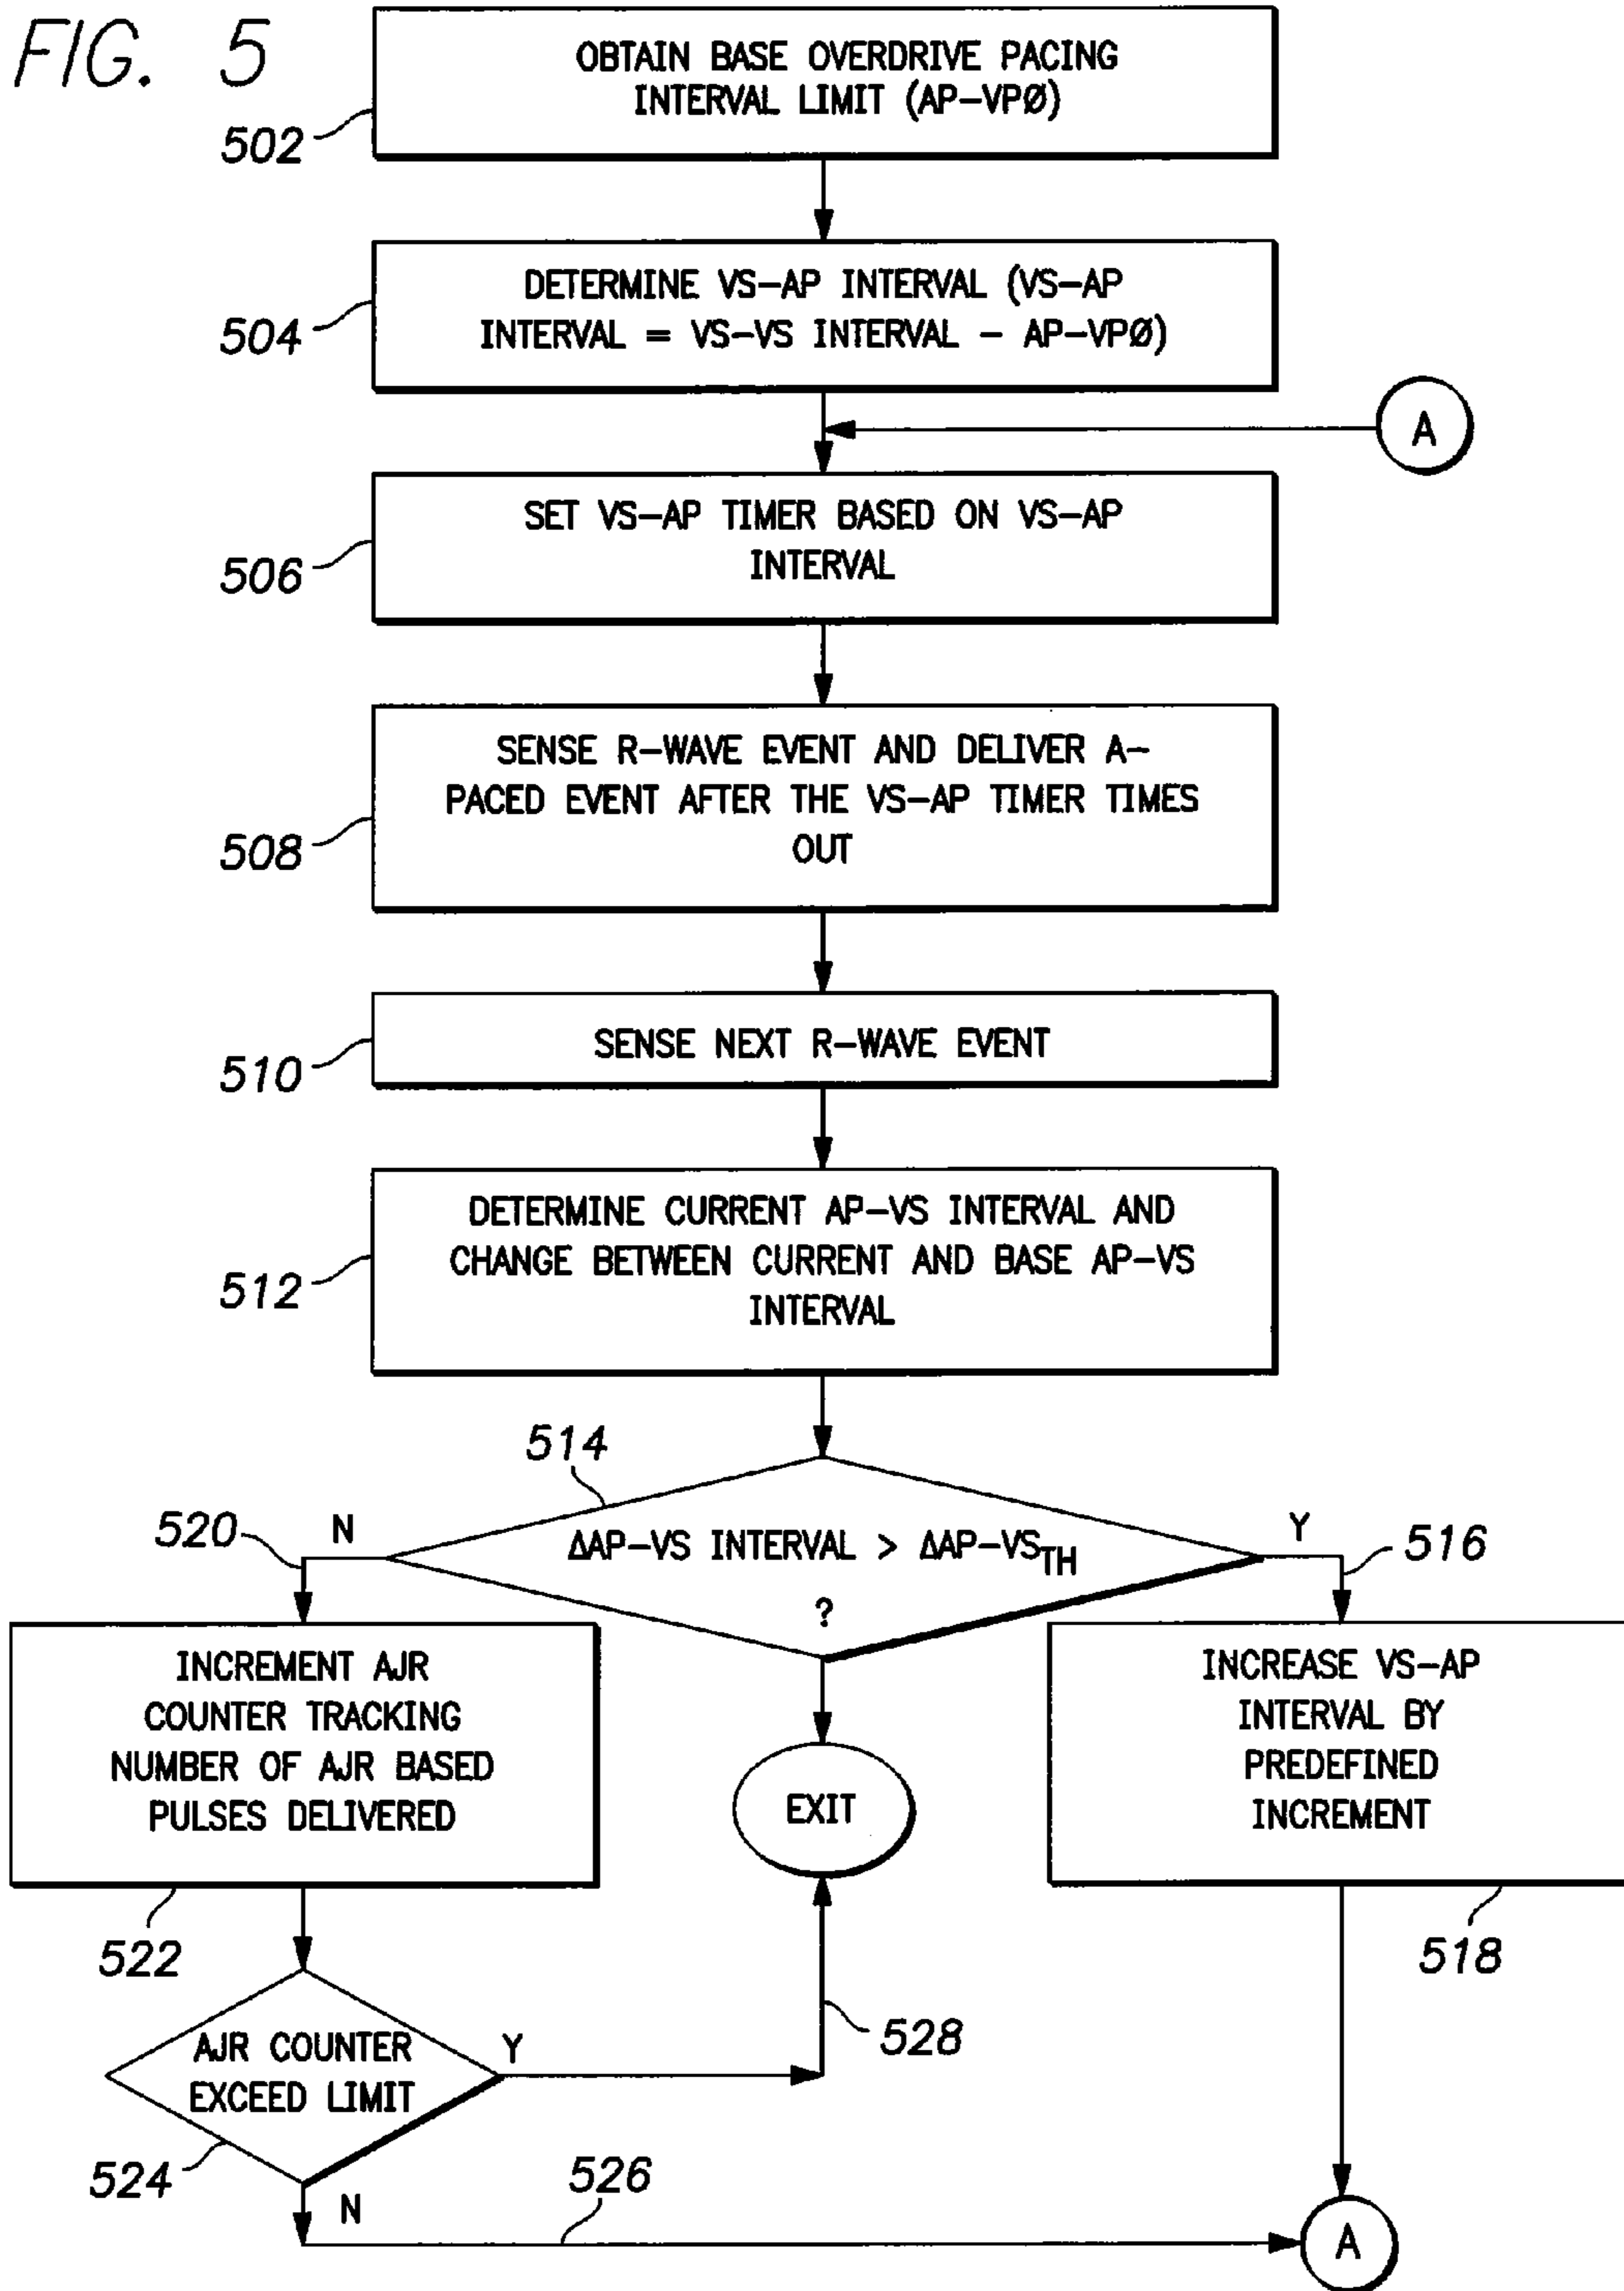 FIG. 5
OBTAIN BASE OVERDRIVE PACING
INTERVAL LIMIT (AP-VPØ)
502
DETERMINE VS-AP INTERVAL (VS-AP
INTERVAL = VS-VS INTERVAL - AP-VPØ)
504
A
SET VS-AP TIMER BASED ON VS-AP
INTERVAL
506
SENSE R-WAVE EVENT AND DELIVER A-
PACED EVENT AFTER THE VS-AP TIMER TIMES
OUT
508
SENSE NEXT R-WAVE EVENT
510
DETERMINE CURRENT AP-VS INTERVAL AND
CHANGE BETWEEN CURRENT AND BASE AP-VS
INTERVAL
512
514
520
N
ΔAP-VS INTERVAL > ΔAP-VS_TH
?
Y
516
INCREMENT AJR
COUNTER TRACKING
NUMBER OF AJR BASED
PULSES DELIVERED
522
EXIT
INCREASE VS-AP
INTERVAL BY
PREDEFINED
INCREMENT
518
AJR COUNTER
EXCEED LIMIT
Y
528
524
N
526
A